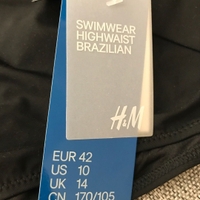 SWIMWEAR
HIGHWAIST
BRAZILIAN
H&M
EUR 42
US 10
UK 14
CN 170/105